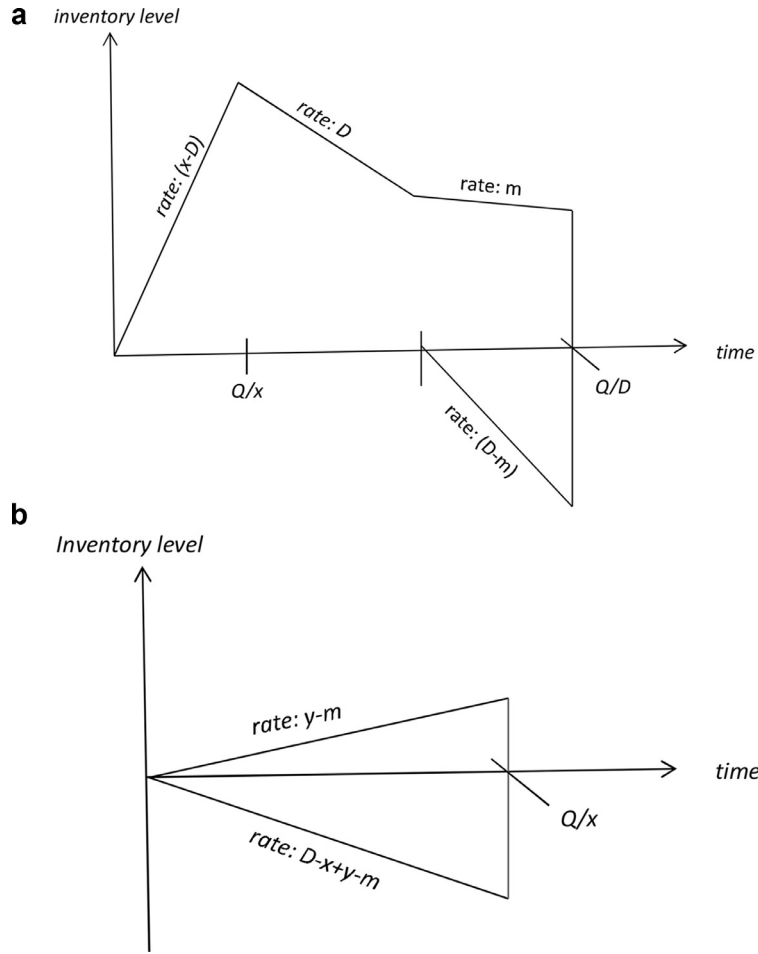 a
inventory level
rate: (x-D)
rate: D
rate: m
time
Q/x
Q/D
rate: (D-m)
b
Inventory level
rate: y-m
time
Q/x
rate: D-x+y-m